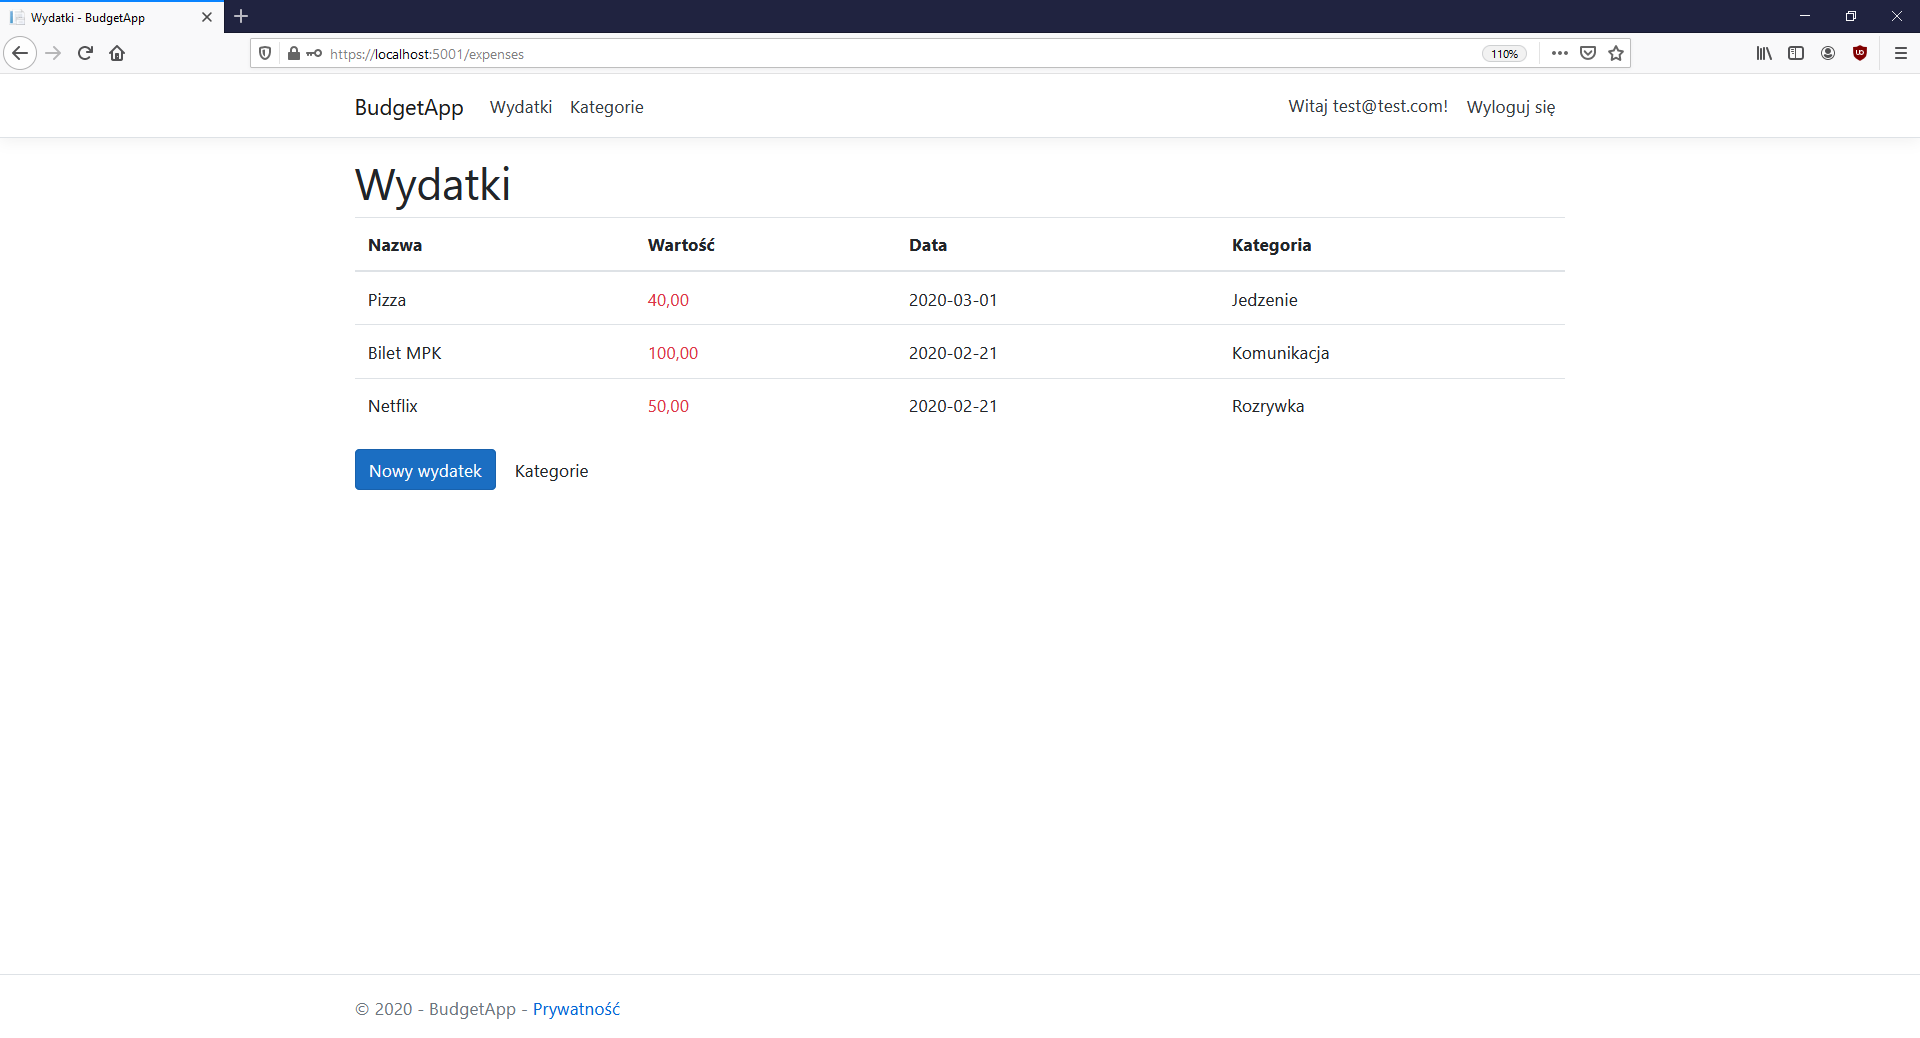 Wydatki - BudgetApp
https://localhost:5001/expenses 110%
BudgetApp Wydatki Kategorie Witaj test@test.com! Wyloguj się
Wydatki
Nazwa Wartość Data Kategoria
Pizza 40,00 2020-03-01 Jedzenie
Bilet MPK 100,00 2020-02-21 Komunikacja
Netflix 50,00 2020-02-21 Rozrywka
Nowy wydatek Kategorie
© 2020 - BudgetApp - Prywatność